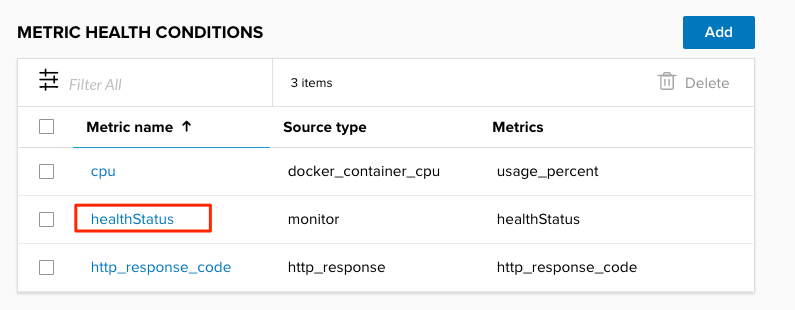 METRIC HEALTH CONDITIONS
Add
Filter All
3 items
Delete
Metric name ↑ Source type Metrics
cpu docker_container_cpu usage_percent
healthStatus monitor healthStatus
http_response_code http_response http_response_code